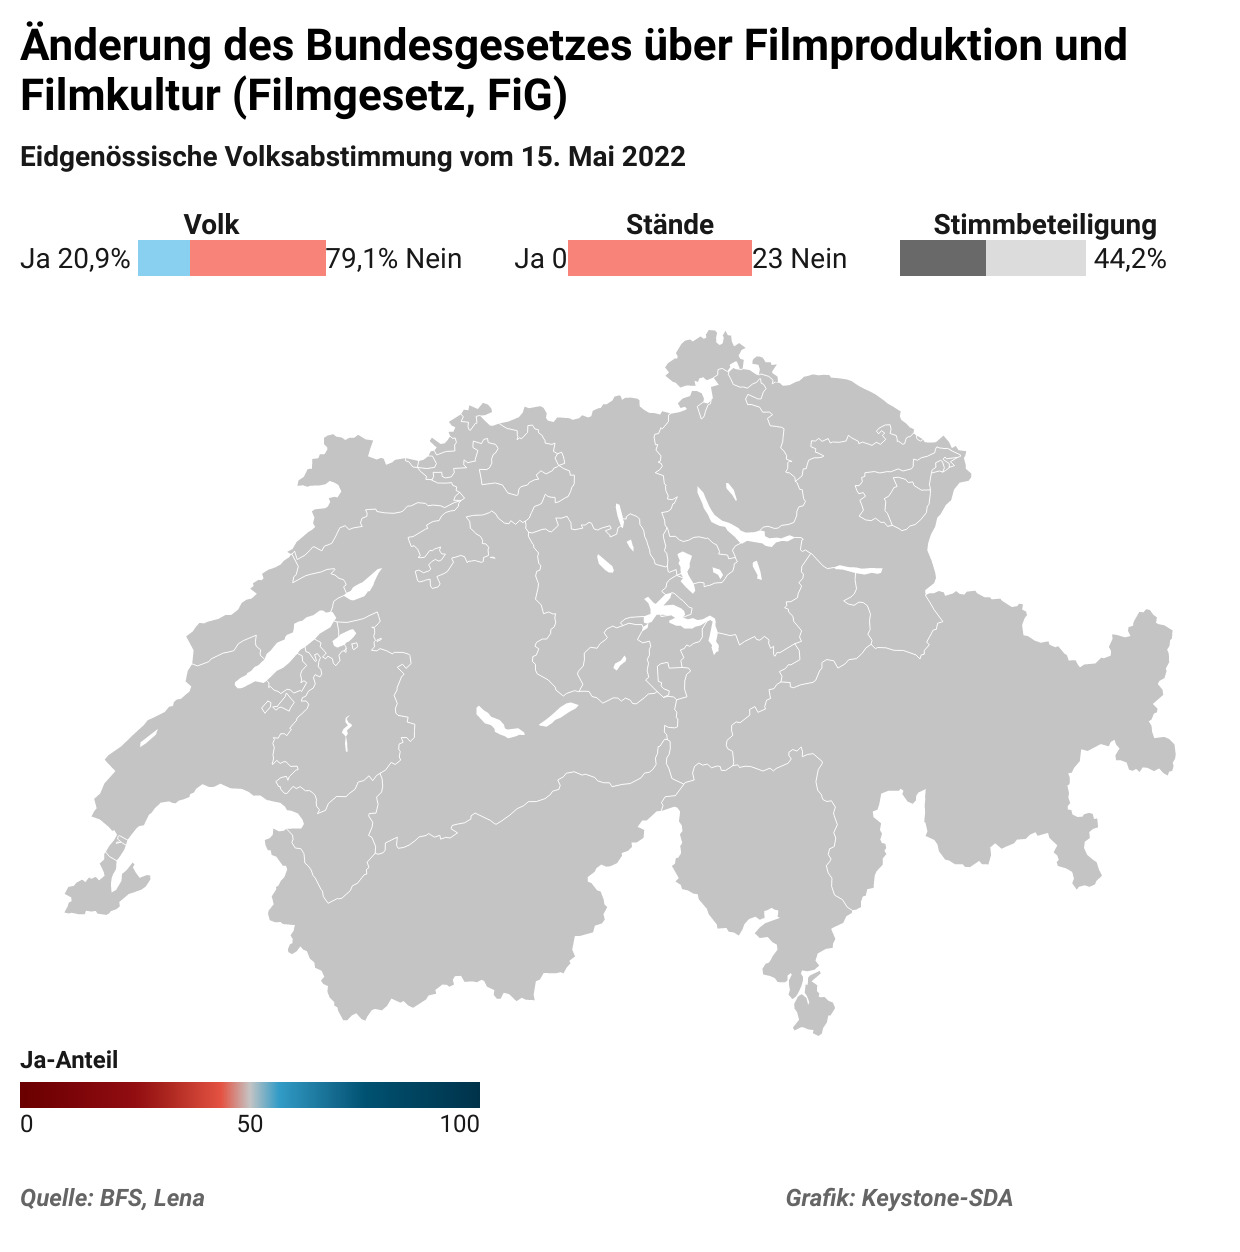 Änderung des Bundesgesetzes über Filmproduktion und
Filmkultur (Filmgesetz, FiG)
Eidgenössische Volksabstimmung vom 15. Mai 2022
Volk
Ja 20,9% 79,1% Nein
Stände
Ja 0 23 Nein
Stimmbeteiligung
44,2%
Ja-Anteil
0 50 100
Quelle: BFS, Lena
Grafik: Keystone-SDA